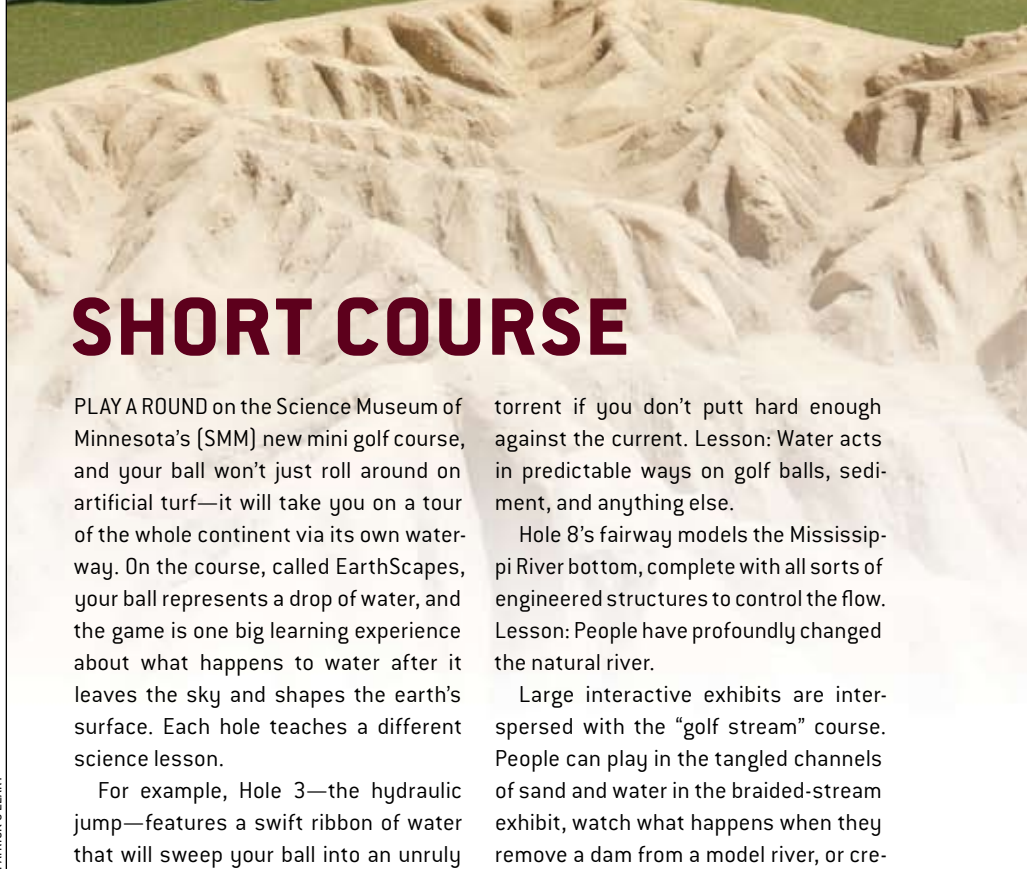 SHORT COURSE
PLAY A ROUND on the Science Museum of
Minnesota's (SMM) new mini golf course,
and your ball won't just roll around on
artificial turf—it will take you on a tour
of the whole continent via its own water-
way. On the course, called EarthScapes,
your ball represents a drop of water, and
the game is one big learning experience
about what happens to water after it
leaves the sky and shapes the earth's
surface. Each hole teaches a different
science lesson.
For example, Hole 3—the hydraulic
jump—features a swift ribbon of water
that will sweep your ball into an unruly
torrent if you don't putt hard enough
against the current. Lesson: Water acts
in predictable ways on golf balls, sedi-
ment, and anything else.
Hole 8's fairway models the Mississip-
pi River bottom, complete with all sorts of
engineered structures to control the flow.
Lesson: People have profoundly changed
the natural river.
Large interactive exhibits are inter-
spersed with the “golf stream” course.
People can play in the tangled channels
of sand and water in the braided-stream
exhibit, watch what happens when they
remove a dam from a model river, or cre-